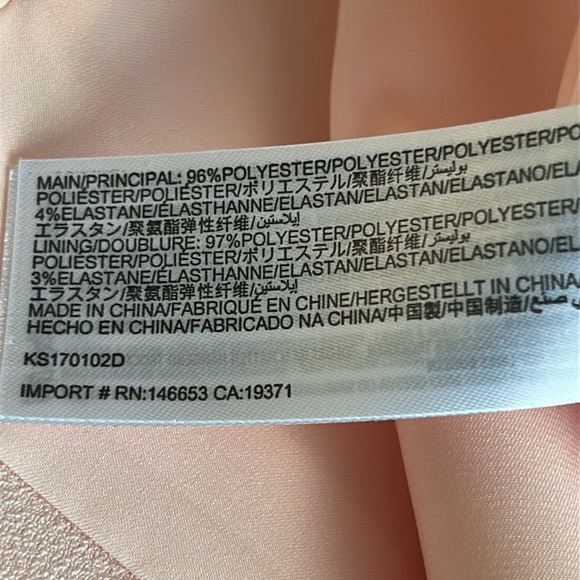 MAIN/PRINCIPAL: 96%POLYESTER/POLYESTER/POLYESTER/PO
POLIÉSTER/POLIÉSTER/ポリエステル/聚酯纤维/بوليستر
4%ELASTANE/ÉLASTHANNE/ELASTAN/ELASTAN/ELASTANO/EL
エラスタン/聚氨酯弹性纤维/إيلاستين
LINING/DOUBLURE: 97%POLYESTER/POLYESTER/POLYESTER/
POLIÉSTER/POLIÉSTER/ポリエステル/聚酯纤维/بوليستر
3%ELASTANE/ÉLASTHANNE/ELASTAN/ELASTAN/ELASTANO/EL
エラスタン/聚氨酯弹性纤维/إيلاستين
MADE IN CHINA/FABRIQUÉ EN CHINE/HERGESTELLT IN CHINA/
HECHO EN CHINA/FABRICADO NA CHINA/中国製/中国制造/صنع في
KS170102D
IMPORT # RN:146653 CA:19371